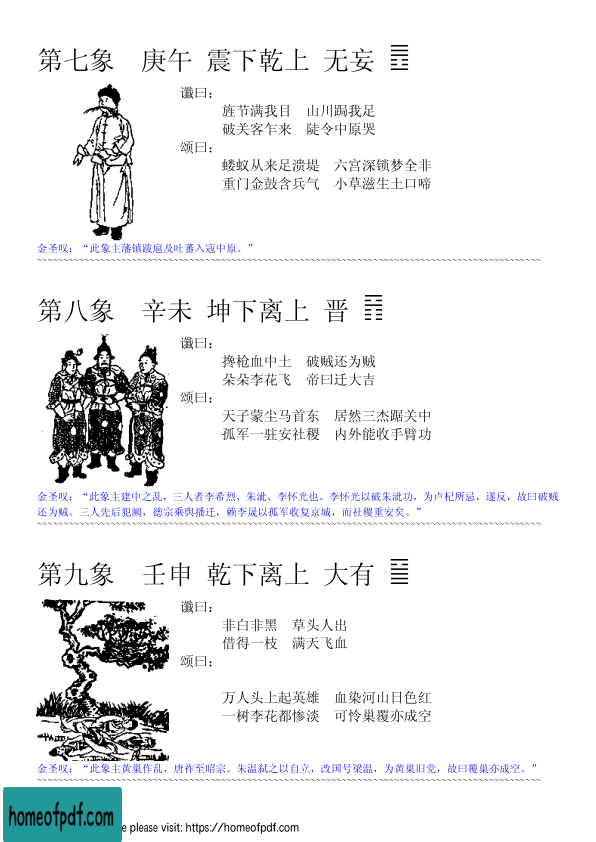 第七象 庚午 震下乾上 无妄 ䷘
谶曰：
旌节满我目 山川跼我足
破关客乍来 陡令中原哭
颂曰：
蝼蚁从来足溃堤 六宫深锁梦全非
重门金鼓含兵气 小草滋生土口啼
金圣叹：“此象主藩镇跋扈及吐蕃入寇中原。”
第八象 辛未 坤下离上 晋 ䷢
谶曰：
搀枪血中土 破贼还为贼
朵朵李花飞 帝曰迁大吉
颂曰：
天子蒙尘马首东 居然三杰踞关中
孤军一驻安社稷 内外能收手臂功
金圣叹：“此象主建中之乱，三人者李希烈、朱泚、李怀光也。李怀光以破朱泚功，为卢杞所忌，遂反，故曰破贼
还为贼。三人先后犯阙，德宗乘舆播迁，赖李晟以孤军收复京城，而社稷重安矣。”
第九象 壬申 乾下离上 大有 ䷍
谶曰：
非白非黑 草头人出
借得一枝 满天飞血
颂曰：
万人头上起英雄 血染河山日色红
一树李花都惨淡 可怜巢覆亦成空
金圣叹：“此象主黄巢作乱，唐祚至昭宗。朱温弑之以自立，改国号梁温，为黄巢旧党，故曰覆巢亦成空。”
homeofpdf.com
e please visit: https://homeofpdf.com